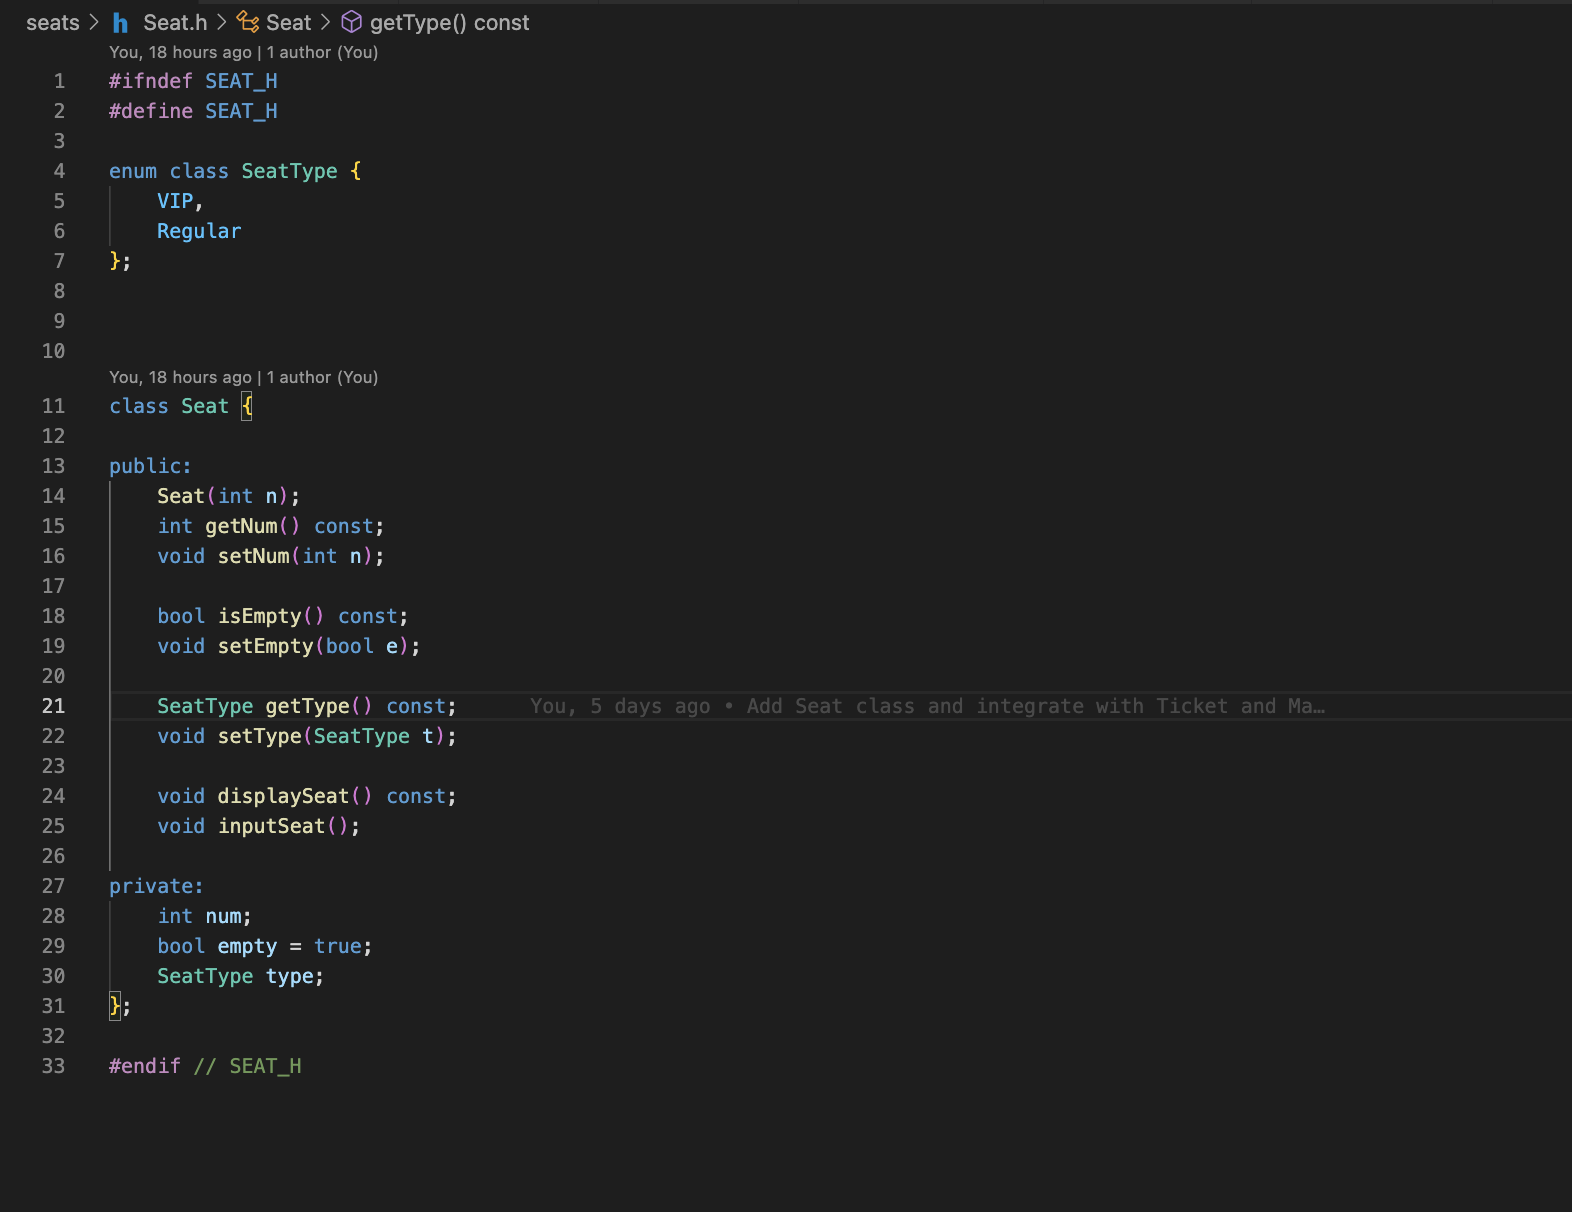 seats > Seat.h > Seat > getType() const
You, 18 hours ago | 1 author (You)
1 #ifndef SEAT_H
2 #define SEAT_H
3
4 enum class SeatType {
5     VIP,
6     Regular
7 };
8
9
10
You, 18 hours ago | 1 author (You)
11 class Seat {
12
13 public:
14     Seat(int n);
15     int getNum() const;
16     void setNum(int n);
17
18     bool isEmpty() const;
19     void setEmpty(bool e);
20
21     SeatType getType() const;      You, 5 days ago • Add Seat class and integrate with Ticket and Ma…
22     void setType(SeatType t);
23
24     void displaySeat() const;
25     void inputSeat();
26
27 private:
28     int num;
29     bool empty = true;
30     SeatType type;
31 };
32
33 #endif // SEAT_H